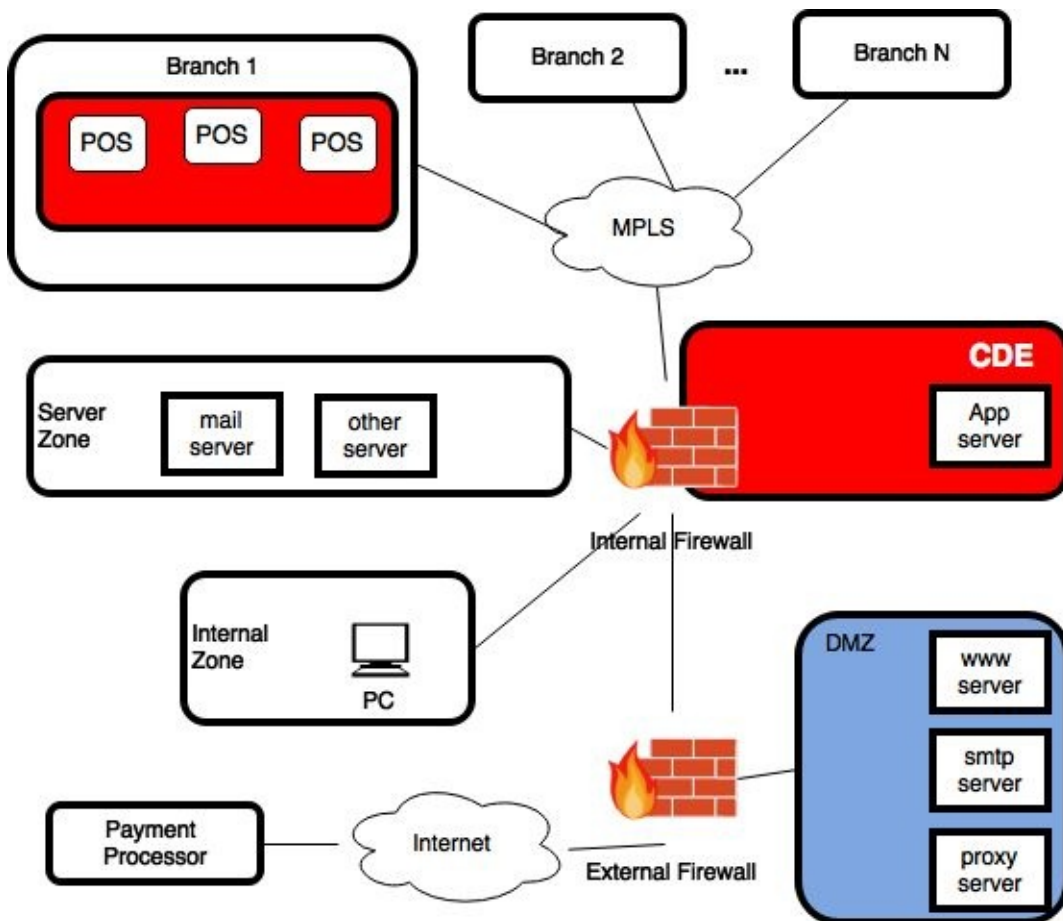 Branch 1
POS
POS
POS
Branch 2
...
Branch N
MPLS
CDE
App
server
Server
Zone
mail
server
other
server
Internal Firewall
Internal
Zone
PC
DMZ
www
server
smtp
server
proxy
server
Payment
Processor
Internet
External Firewall